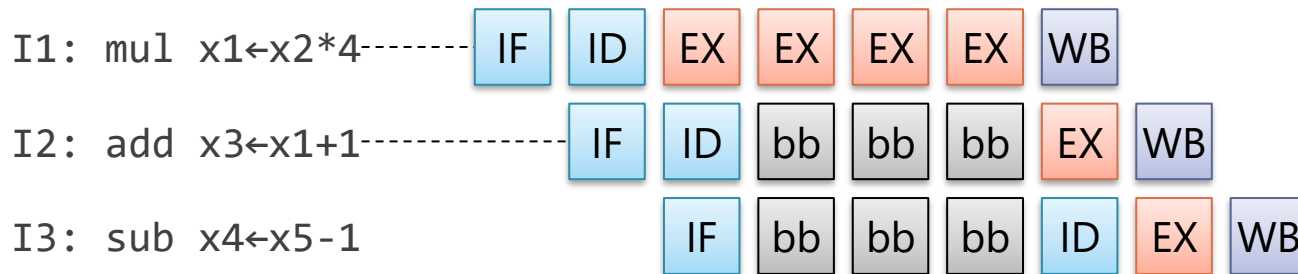 I1: mul x1←x2*4 IF ID EX EX EX EX WB
I2: add x3←x1+1 IF ID bb bb bb EX WB
I3: sub x4←x5-1 IF bb bb bb ID EX WB